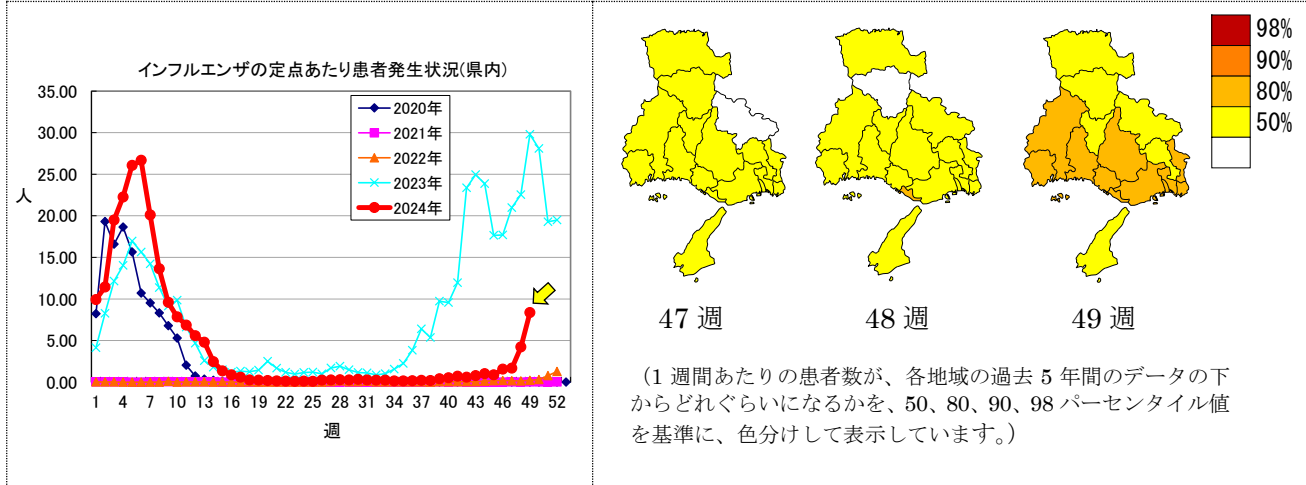 インフルエンザの定点あたり患者発生状況(県内)
35.00
30.00
25.00
20.00
15.00
10.00
5.00
0.00
人
2020年
2021年
2022年
2023年
2024年
1 4 7 10 13 16 19 22 25 28 31 34 37 40 43 46 49 52
週
98%
90%
80%
50%
47 週 48 週 49 週
(1 週間あたりの患者数が、各地域の過去 5 年間のデータの下
からどれぐらいになるかを、50、80、90、98 パーセンタイル値
を基準に、色分けして表示しています。)